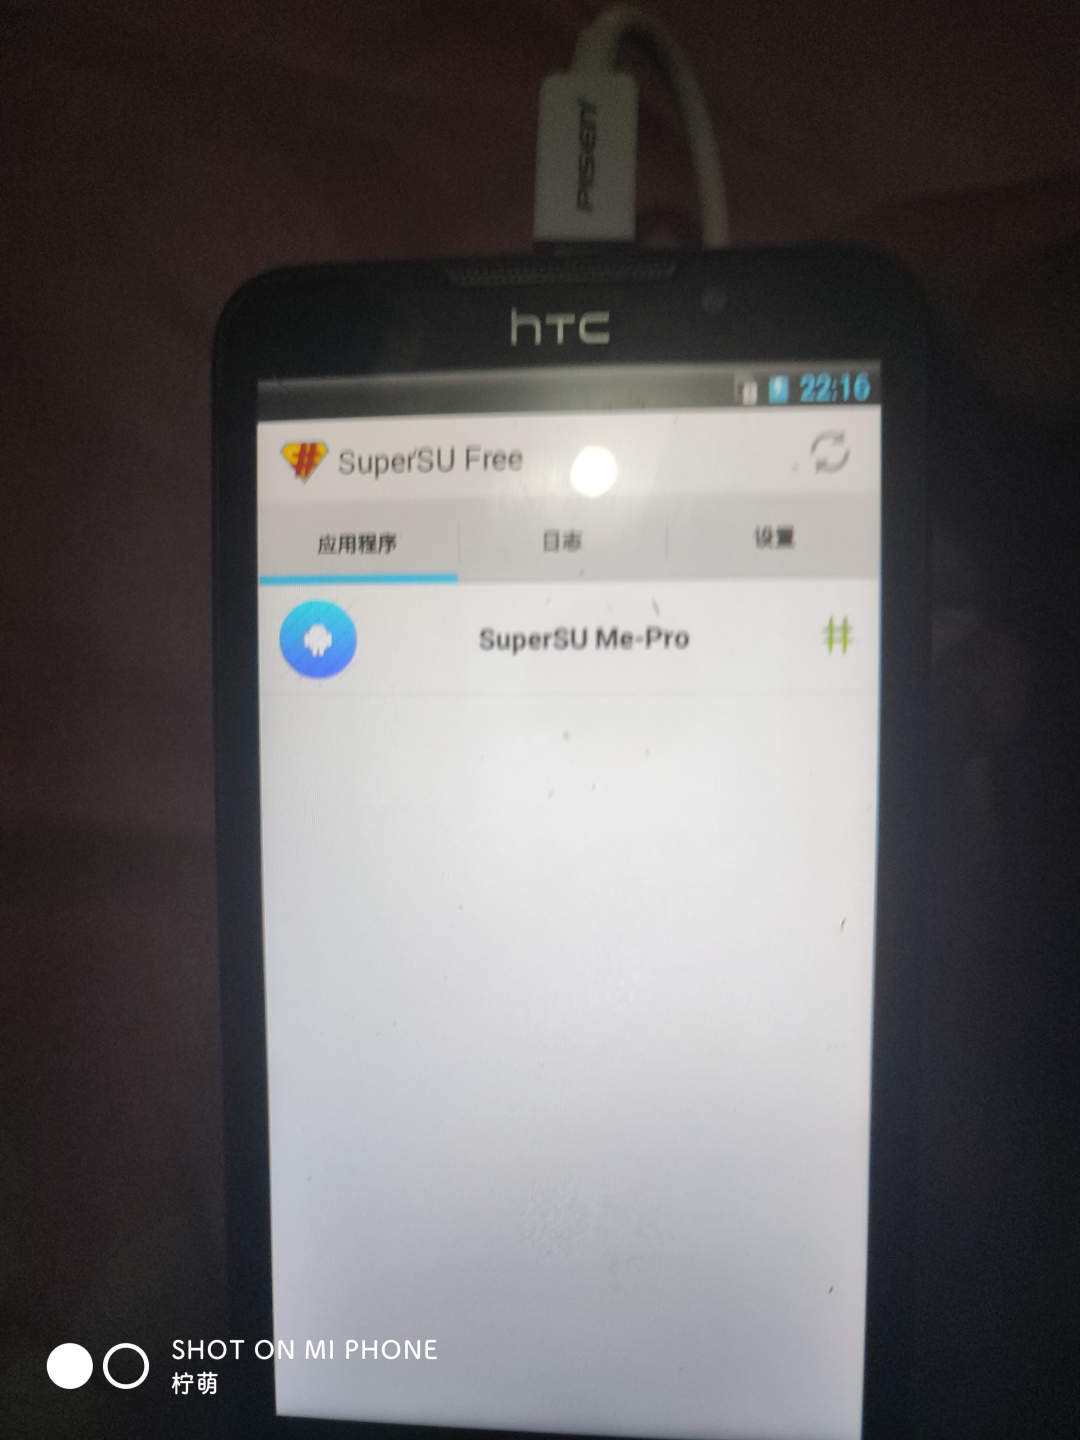 PISEN
hTC
22:16
SuperSU Free
应用程序
日志
设置
SuperSU Me-Pro
#
SHOT ON MI PHONE
柠萌